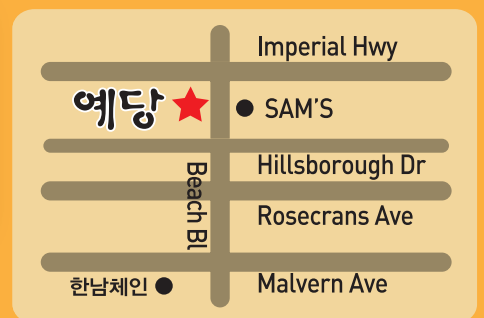 Imperial Hwy
예당
SAM'S
Hillsborough Dr
Beach Bl
Rosecrans Ave
한남체인
Malvern Ave